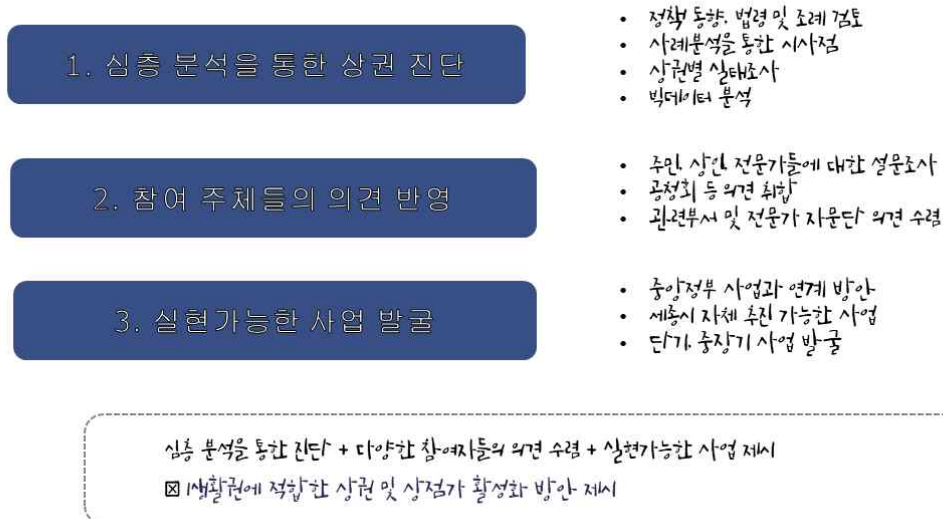 1. 심층 분석을 통한 상권 진단
• 정책 동향, 법령 및 조례 검토
• 사례분석을 통한 시사점
• 상권별 실태조사
• 빅데이터 분석
2. 참여 주체들의 의견 반영
• 주민, 상인, 전문가들에 대한 설문조사
• 공청회 등 의견 취합
• 관련부서 및 전문가 자문단 의견 수렴
3. 실현가능한 사업 발굴
• 중앙정부 사업과 연계 방안
• 세종시 자체 추진 가능한 사업
• 단기, 중장기 사업 발굴
심층 분석을 통한 진단 + 다양한 참여자들의 의견 수렴 + 실현가능한 사업 제시
☒ 1생활권에 적합한 상권 및 상점가 활성화 방안 제시